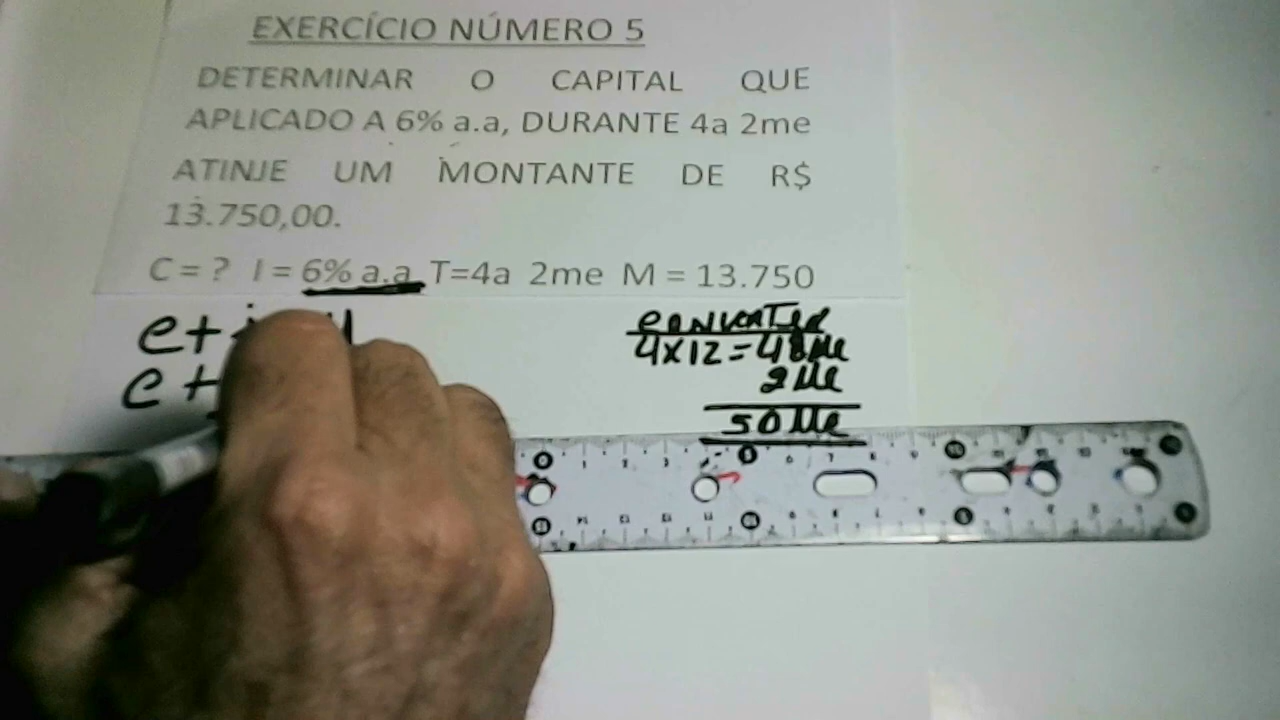 EXERCÍCIO NÚMERO 5
DETERMINAR O CAPITAL QUE
APLICADO A 6% a.a, DURANTE 4a 2me
ATINJE UM MONTANTE DE R$
13.750,00.
C = ? I = 6% a.a T=4a 2me M = 13.750
converter
4x12=48me
2me
50me
c+
c+